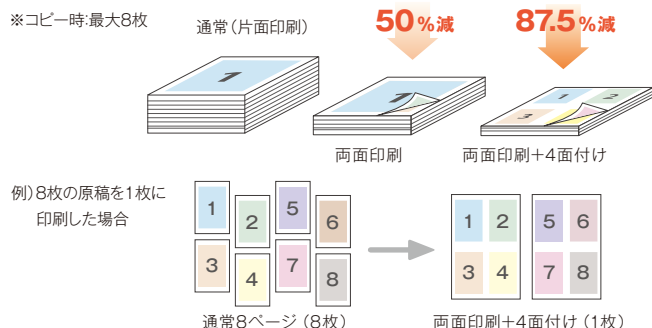 ※コピー時:最大8枚
通常（片面印刷）
50%減
87.5%減
1
1
1
2
3
両面印刷
両面印刷+4面付け
例）8枚の原稿を1枚に
印刷した場合
1
2
5
6
3
4
7
8
1 2
5 6
3 4
7 8
通常8ページ（8枚）
両面印刷+4面付け（1枚）